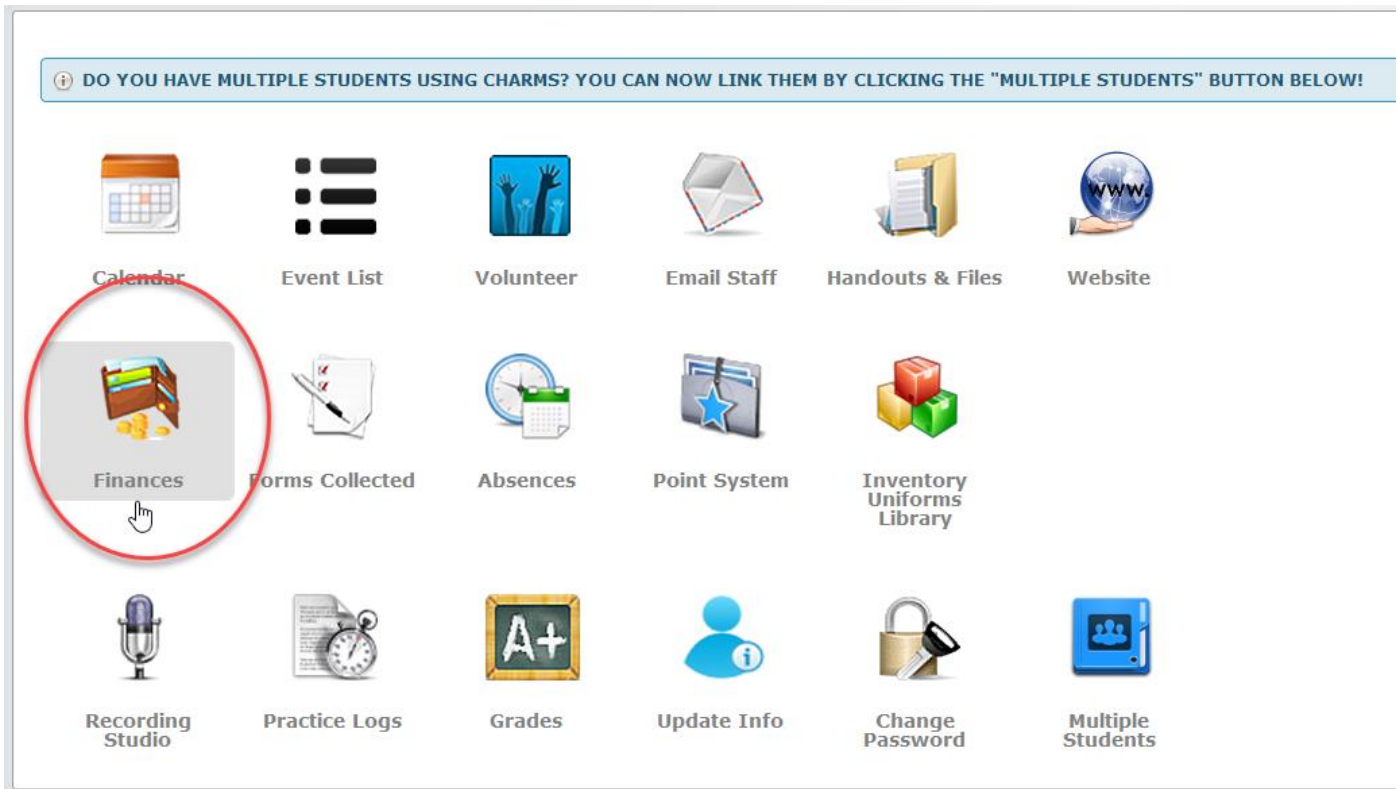 DO YOU HAVE MULTIPLE STUDENTS USING CHARMS? YOU CAN NOW LINK THEM BY CLICKING THE "MULTIPLE STUDENTS" BUTTON BELOW!
www.
Calendar
Event List
Volunteer
Email Staff
Handouts & Files
Website
Finances
Forms Collected
Absences
Point System
Inventory
Uniforms
Library
A+
Recording
Studio
Practice Logs
Grades
Update Info
Change
Password
Multiple
Students